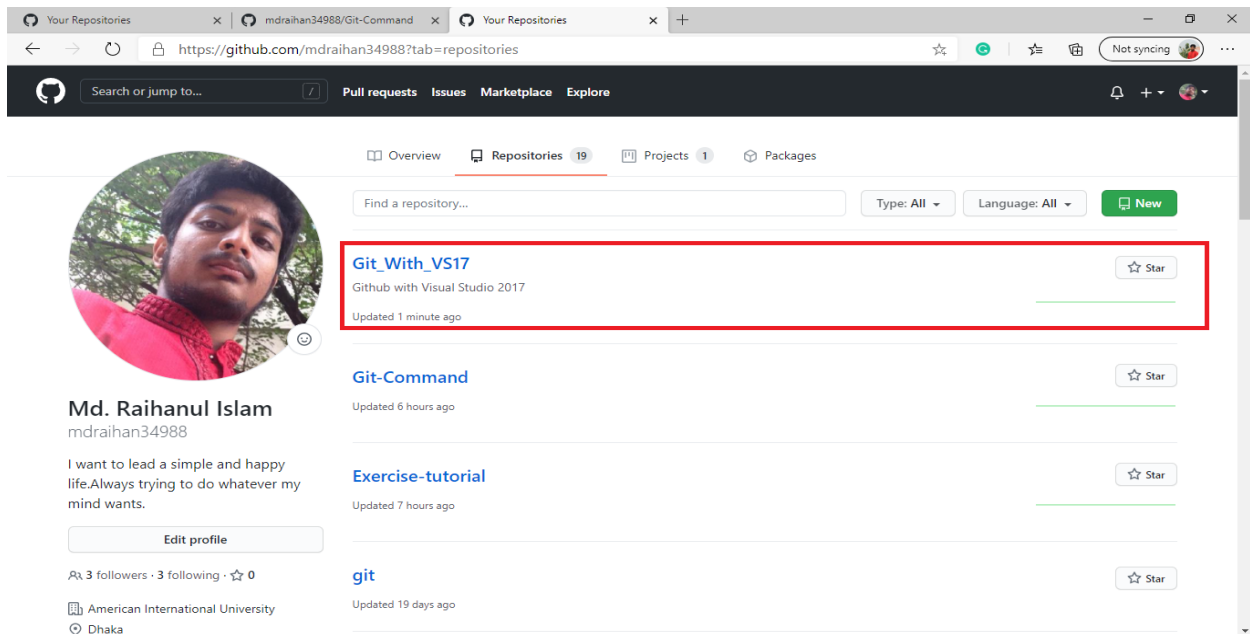 Your Repositories
mdraihan34988/Git-Command
Your Repositories
https://github.com/mdraihan34988?tab=repositories
Not syncing
Search or jump to...
/
Pull requests Issues Marketplace Explore
Overview
Repositories 19
Projects 1
Packages
Find a repository...
Type: All
Language: All
New
Git_With_VS17
Star
Github with Visual Studio 2017
Updated 1 minute ago
Git-Command
Star
Updated 6 hours ago
Exercise-tutorial
Star
Updated 7 hours ago
git
Star
Updated 19 days ago
Md. Raihanul Islam
mdraihan34988
I want to lead a simple and happy
life.Always trying to do whatever my
mind wants.
Edit profile
3 followers · 3 following · 0
American International University
Dhaka